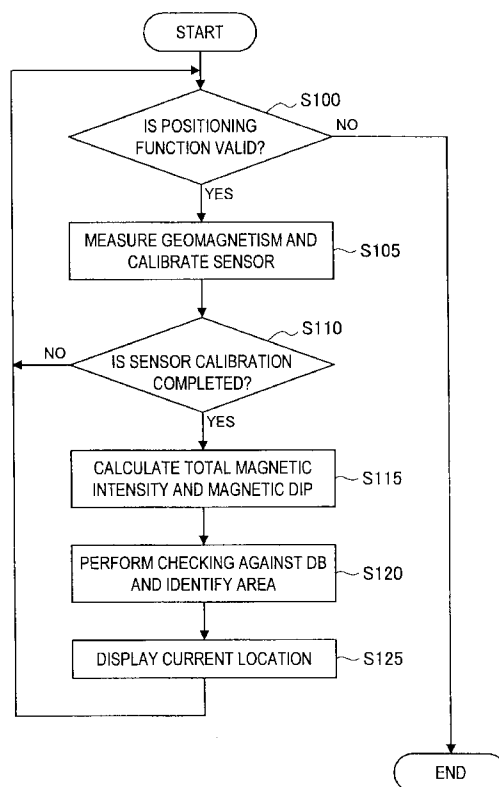 START
S100
IS POSITIONING
FUNCTION VALID?
NO
YES
MEASURE GEOMAGNETISM AND
CALIBRATE SENSOR
S105
S110
NO
IS SENSOR CALIBRATION
COMPLETED?
YES
CALCULATE TOTAL MAGNETIC
INTENSITY AND MAGNETIC DIP
S115
PERFORM CHECKING AGAINST DB
AND IDENTIFY AREA
S120
DISPLAY CURRENT LOCATION
S125
END